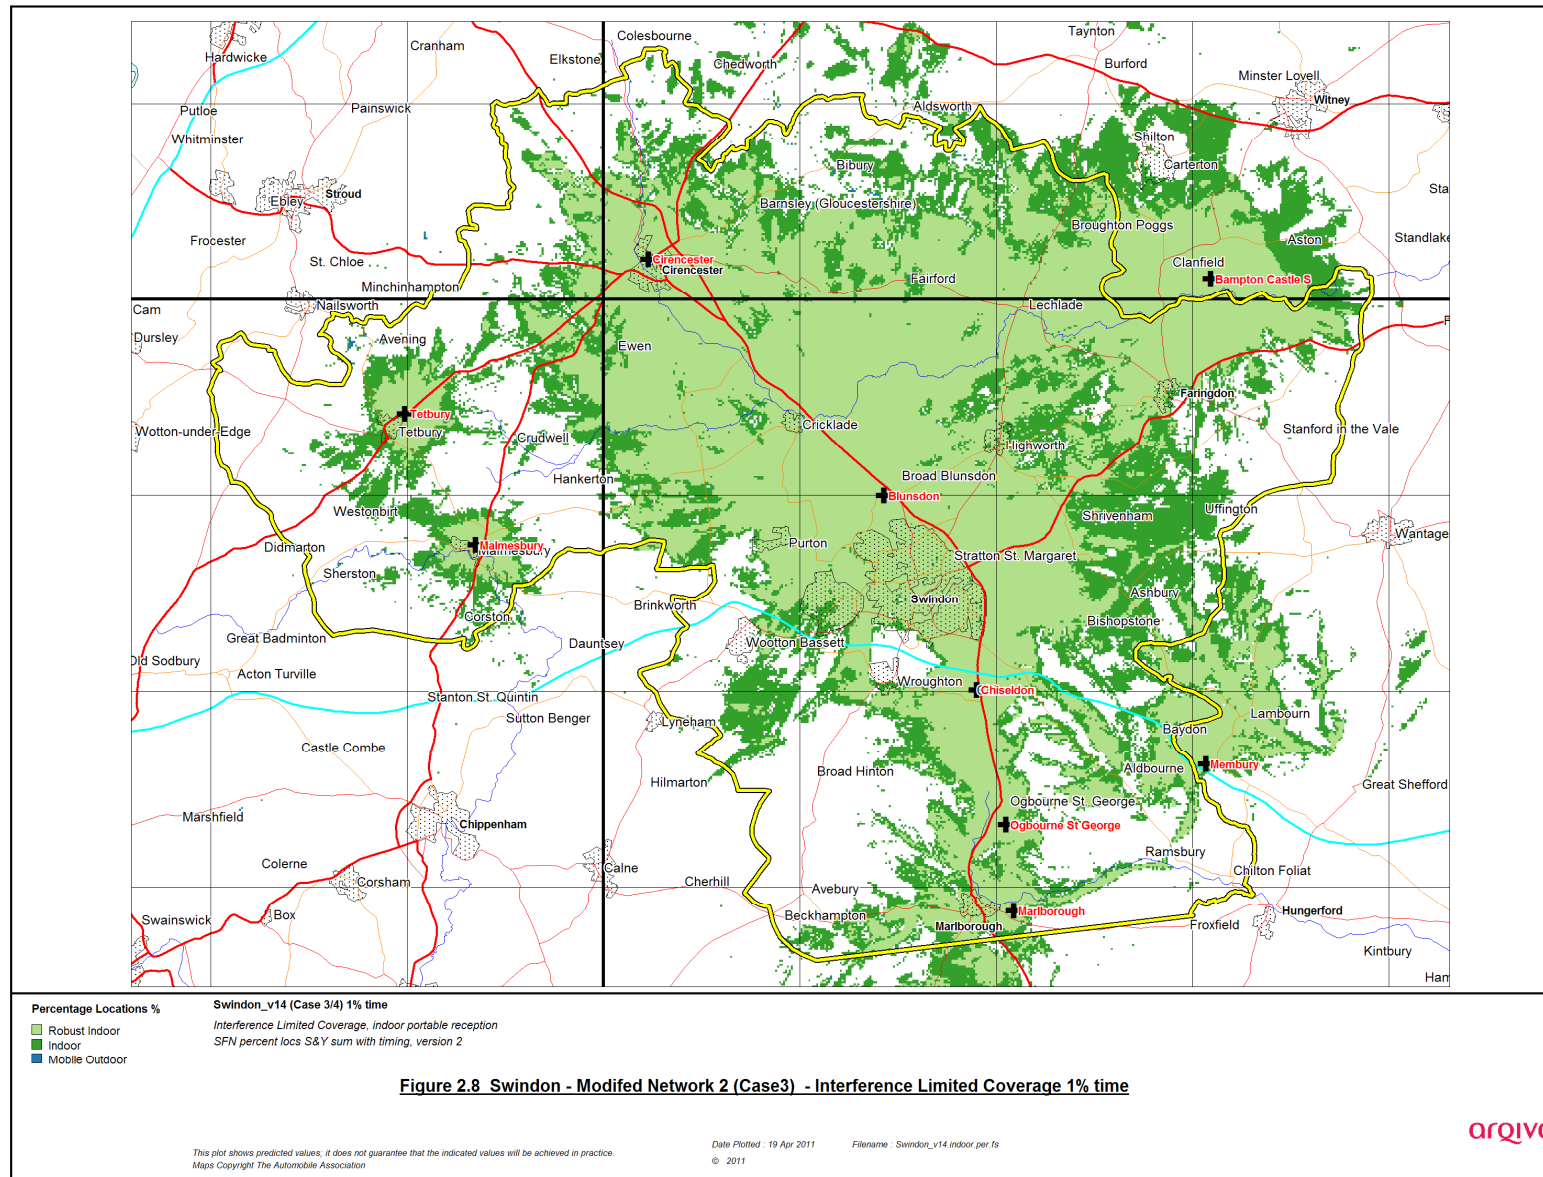 Colesbourne
Taynton
Cranham
Hardwicke
Elkstone
Chedworth
Burford
Minster Lovell
Witney
Putloe
Painswick
Aldsworth
Whitminster
Shilton
Carterton
Bibury
Stroud
Ebley
Sta
Barnsley (Gloucestershire)
Broughton Poggs
Frocester
Aston
Standlake
St. Chloe
Cirencester
Cirencester
Clanfield
Fairford
Bampton Castle S
Minchinhampton
Nailsworth
Lechlade
Cam
Dursley
Avening
Ewen
F
Faringdon
Tetbury
Tetbury
Wotton-under-Edge
Crudwell
Cricklade
Highworth
Stanford in the Vale
Hankerton
Broad Blunsdon
Blunsdon
Westonbirt
Shrivenham
Uffington
Didmarton
Malmesbury
Malmesbury
Purton
Stratton St. Margaret
Wantage
Sherston
Ashbury
Swindon
Brinkworth
Corston
Bishopstone
Great Badminton
Dauntsey
Wootton Bassett
Old Sodbury
Acton Turville
Wroughton
Chiseldon
Stanton St. Quintin
Sutton Benger
Lyneham
Lambourn
Baydon
Castle Combe
Membury
Aldbourne
Broad Hinton
Hilmarton
Great Shefford
Ogbourne St. George
Marshfield
Chippenham
Ogbourne St George
Ramsbury
Colerne
Calne
Chilton Foliat
Corsham
Cherhill
Avebury
Swainswick
Box
Beckhampton
Marlborough
Hungerford
Marlborough
Froxfield
Kintbury
Ham
Percentage Locations %
Robust Indoor
Indoor
Mobile Outdoor
Swindon_v14 (Case 3/4) 1% time
Interference Limited Coverage, indoor portable reception
SFN percent locs S&Y sum with timing, version 2
Figure 2.8 Swindon - Modifed Network 2 (Case3) - Interference Limited Coverage 1% time
arqiva
This plot shows predicted values; it does not guarantee that the indicated values will be achieved in practice.
Maps Copyright The Automobile Association
Date Plotted : 19 Apr 2011 Filename : Swindon_v14.indoor.per.fs
© 2011